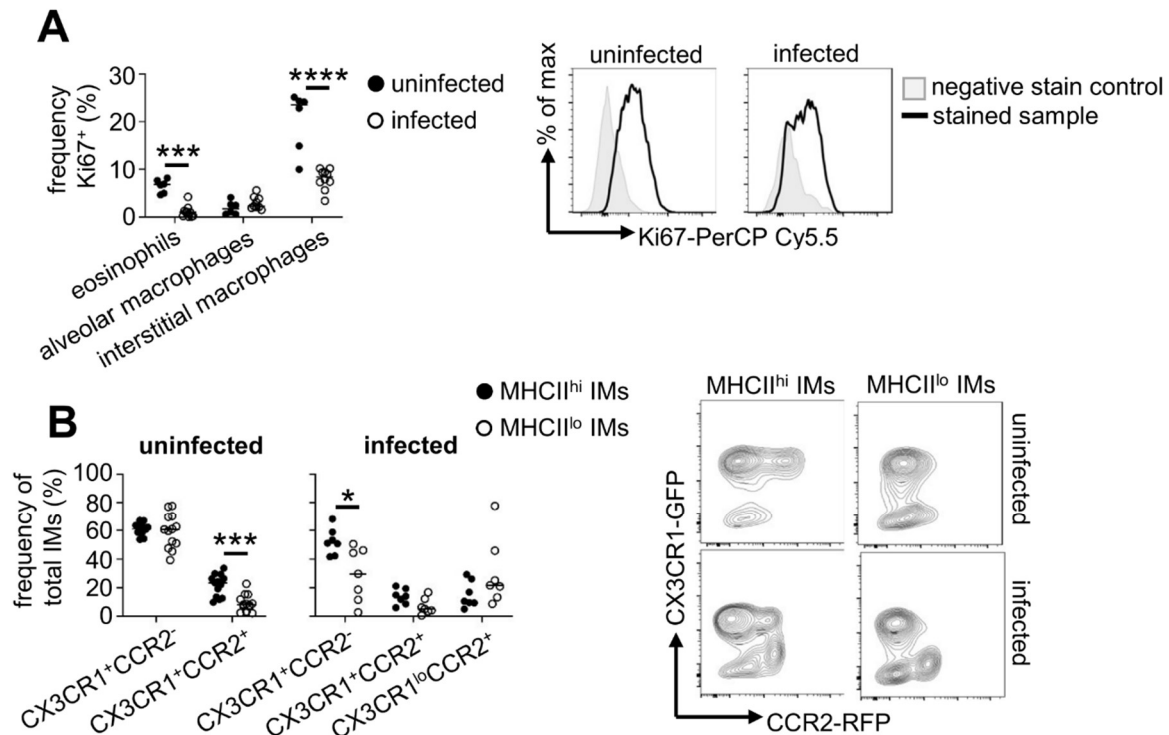 A
frequency
Ki67⁺ (%)
30
20
10
0
***
****
uninfected
infected
eosinophils
alveolar macrophages
interstitial macrophages
uninfected
infected
% of max
Ki67-PerCP Cy5.5
negative stain control
stained sample
B
MHCIIʰⁱ IMs
MHCIIˡᵒ IMs
uninfected
infected
frequency of
total IMs (%)
100
80
60
40
20
0
***
*
CX3CR1⁺CCR2⁻
CX3CR1⁺CCR2⁺
CX3CR1⁺CCR2⁻
CX3CR1⁺CCR2⁺
CX3CR1ˡᵒCCR2⁺
MHCIIʰⁱ IMs
MHCIIˡᵒ IMs
uninfected
infected
CX3CR1-GFP
CCR2-RFP